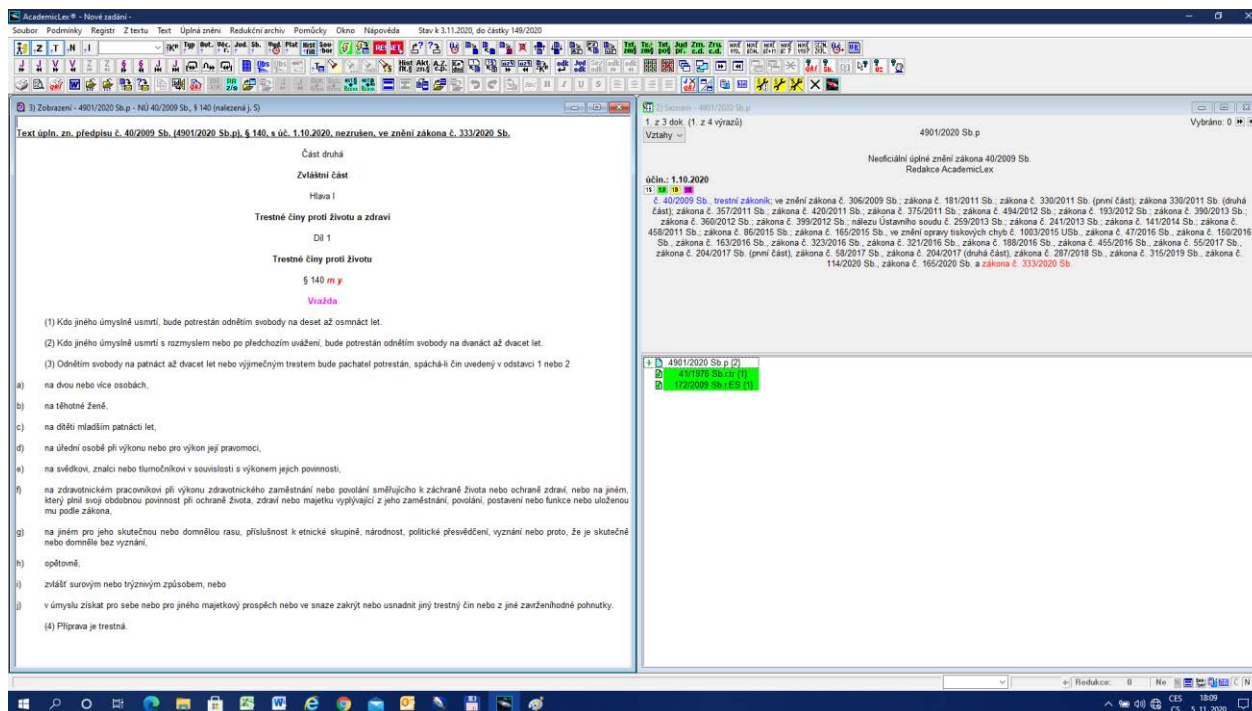 AcademicLex® - Nové zadání -
Soubor Podmínky Registr Z textu Text Úplná znění Redukční archiv Pomůcky Okno Nápověda Stav k 3.11.2020, do částky 149/2020
3) Zobrazení - 4901/2020 Sb.p - NÚ 40/2009 Sb., § 140 (nalezená j. S)
Text úpln. zn. předpisu č. 40/2009 Sb. (4901/2020 Sb.p), § 140, s úč. 1.10.2020, nezrušen, ve znění zákona č. 333/2020 Sb.
Část druhá
Zvláštní část
Hlava I
Trestné činy proti životu a zdraví
Díl 1
Trestné činy proti životu
§ 140 m y
Vražda
(1) Kdo jiného úmyslně usmrtí, bude potrestán odnětím svobody na deset až osmnáct let.
(2) Kdo jiného úmyslně usmrtí s rozmyslem nebo po předchozím uvážení, bude potrestán odnětím svobody na dvanáct až dvacet let.
(3) Odnětím svobody na patnáct až dvacet let nebo výjimečným trestem bude pachatel potrestán, spáchá-li čin uvedený v odstavci 1 nebo 2
a) na dvou nebo více osobách,
b) na těhotné ženě,
c) na dítěti mladším patnácti let,
d) na úřední osobě při výkonu nebo pro výkon její pravomoci,
e) na svědkovi, znalci nebo tlumočníkovi v souvislosti s výkonem jejich povinnosti,
f) na zdravotnickém pracovníkovi při výkonu zdravotnického zaměstnání nebo povolání směřujícího k záchraně života nebo ochraně zdraví, nebo na jiném,
který plnil svoji obdobnou povinnost při ochraně života, zdraví nebo majetku vyplývající z jeho zaměstnání, povolání, postavení nebo funkce nebo uloženou
mu podle zákona,
g) na jiném pro jeho skutečnou nebo domnělou rasu, příslušnost k etnické skupině, národnost, politické přesvědčení, vyznání nebo proto, že je skutečně
nebo domněle bez vyznání,
h) opětovně,
i) zvlášť surovým nebo trýznivým způsobem, nebo
j) v úmyslu získat pro sebe nebo pro jiného majetkový prospěch nebo ve snaze zakrýt nebo usnadnit jiný trestný čin nebo z jiné zavrženíhodné pohnutky.
(4) Příprava je trestná.
2) Seznam - 4901/2020 Sb.p
1. z 3 dok. (1. z 4 výrazů) Vybráno: 0
Vztahy
4901/2020 Sb.p
Neoficiální úplné znění zákona 40/2009 Sb.
Redakce AcademicLex
účin.: 1.10.2020
č. 40/2009 Sb., trestní zákoník; ve znění zákona č. 306/2009 Sb.; zákona č. 181/2011 Sb.; zákona č. 330/2011 Sb. (první část); zákona 330/2011 Sb. (druhá
část); zákona č. 357/2011 Sb.; zákona č. 420/2011 Sb.; zákona č. 375/2011 Sb.; zákona č. 494/2012 Sb.; zákona č. 193/2012 Sb.; zákona č. 390/2013 Sb.;
zákona č. 360/2012 Sb.; zákona č. 399/2012 Sb.; nálezu Ústavního soudu č. 259/2013 Sb.; zákona č. 241/2013 Sb.; zákona č. 141/2014 Sb.; zákona č.
458/2011 Sb.; zákona č. 86/2015 Sb.; zákona č. 165/2015 Sb., ve znění opravy tiskových chyb č. 1003/2015 USb., zákona č. 47/2016 Sb., zákona č. 150/2016
Sb., zákona č. 163/2016 Sb., zákona č. 323/2016 Sb., zákona č. 321/2016 Sb., zákona č. 188/2016 Sb., zákona č. 455/2016 Sb., zákona č. 55/2017 Sb.,
zákona č. 204/2017 Sb. (první část), zákona č. 58/2017 Sb., zákona č. 204/2017 (druhá část), zákona č. 287/2018 Sb., zákona č. 315/2019 Sb., zákona č.
114/2020 Sb., zákona č. 165/2020 Sb. a zákona č. 333/2020 Sb.
4901/2020 Sb.p {2}
41/1976 Sb.r.tr {1}
172/2009 Sb.r.ES {1}
Redukce: 8 Ne
CES 18:09
CS 5.11.2020